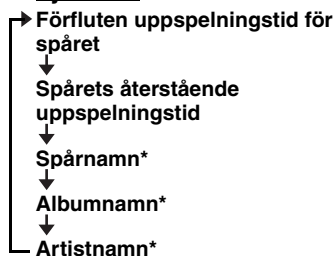 Förfluten uppspelningstid för
spåret
Spårets återstående
uppspelningstid
Spårnamn*
Albumnamn*
Artistnamn*